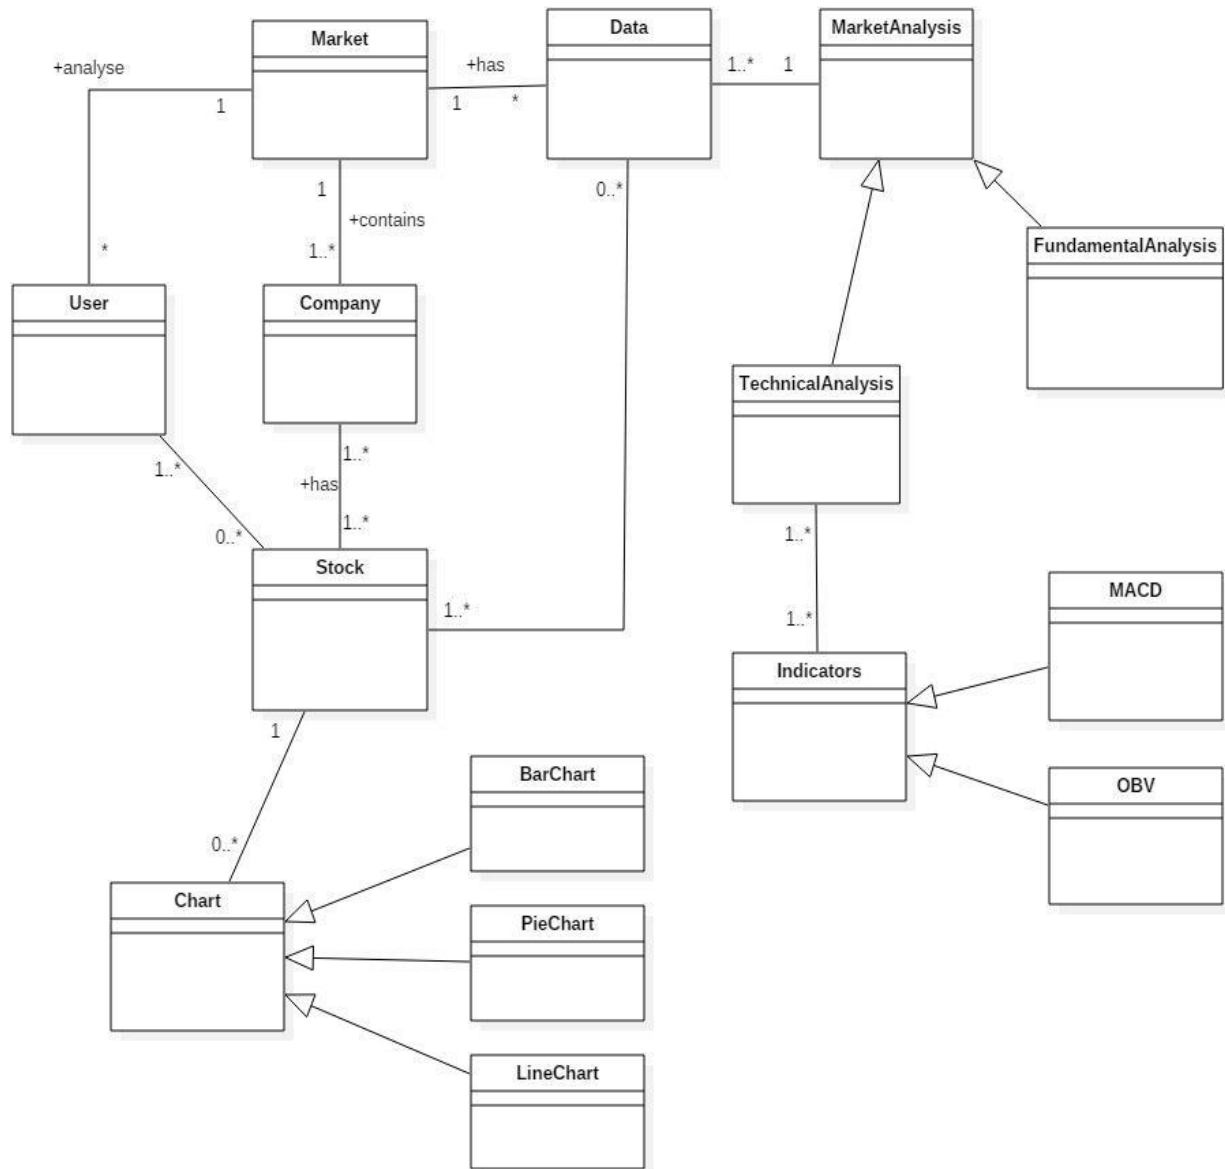 Market
Data
MarketAnalysis
+analyse
+has
1..*
1
1
1
*
1
0..*
+contains
*
1..*
FundamentalAnalysis
User
Company
TechnicalAnalysis
1..*
1..*
+has
0..*
1..*
1..*
Stock
1..*
1..*
MACD
Indicators
1
BarChart
OBV
0..*
Chart
PieChart
LineChart